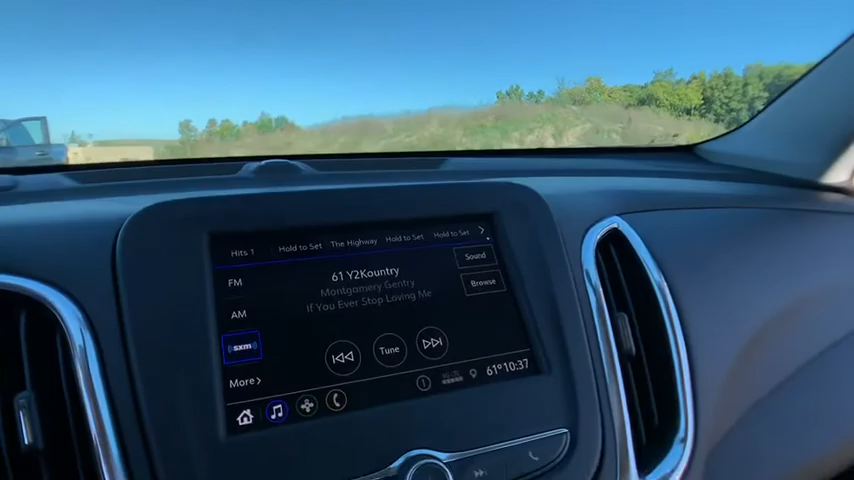 Hits 1 Hold to Set The Highway Hold to Set Hold to Set
FM
61 Y2Kountry
Sound
Montgomery Gentry
Browse
If You Ever Stop Loving Me
AM
sxm
Tune
More
61° 10:37